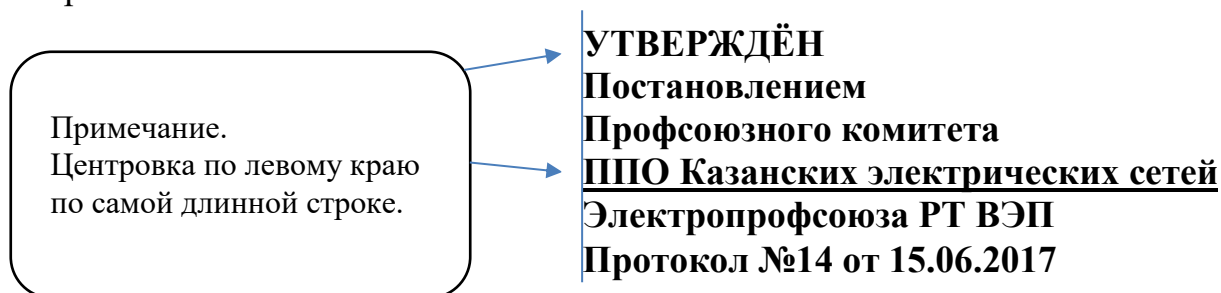 Примечание.
Центровка по левому краю
по самой длинной строке.
УТВЕРЖДЁН
Постановлением
Профсоюзного комитета
ППО Казанских электрических сетей
Электропрофсоюза РТ ВЭП
Протокол №14 от 15.06.2017